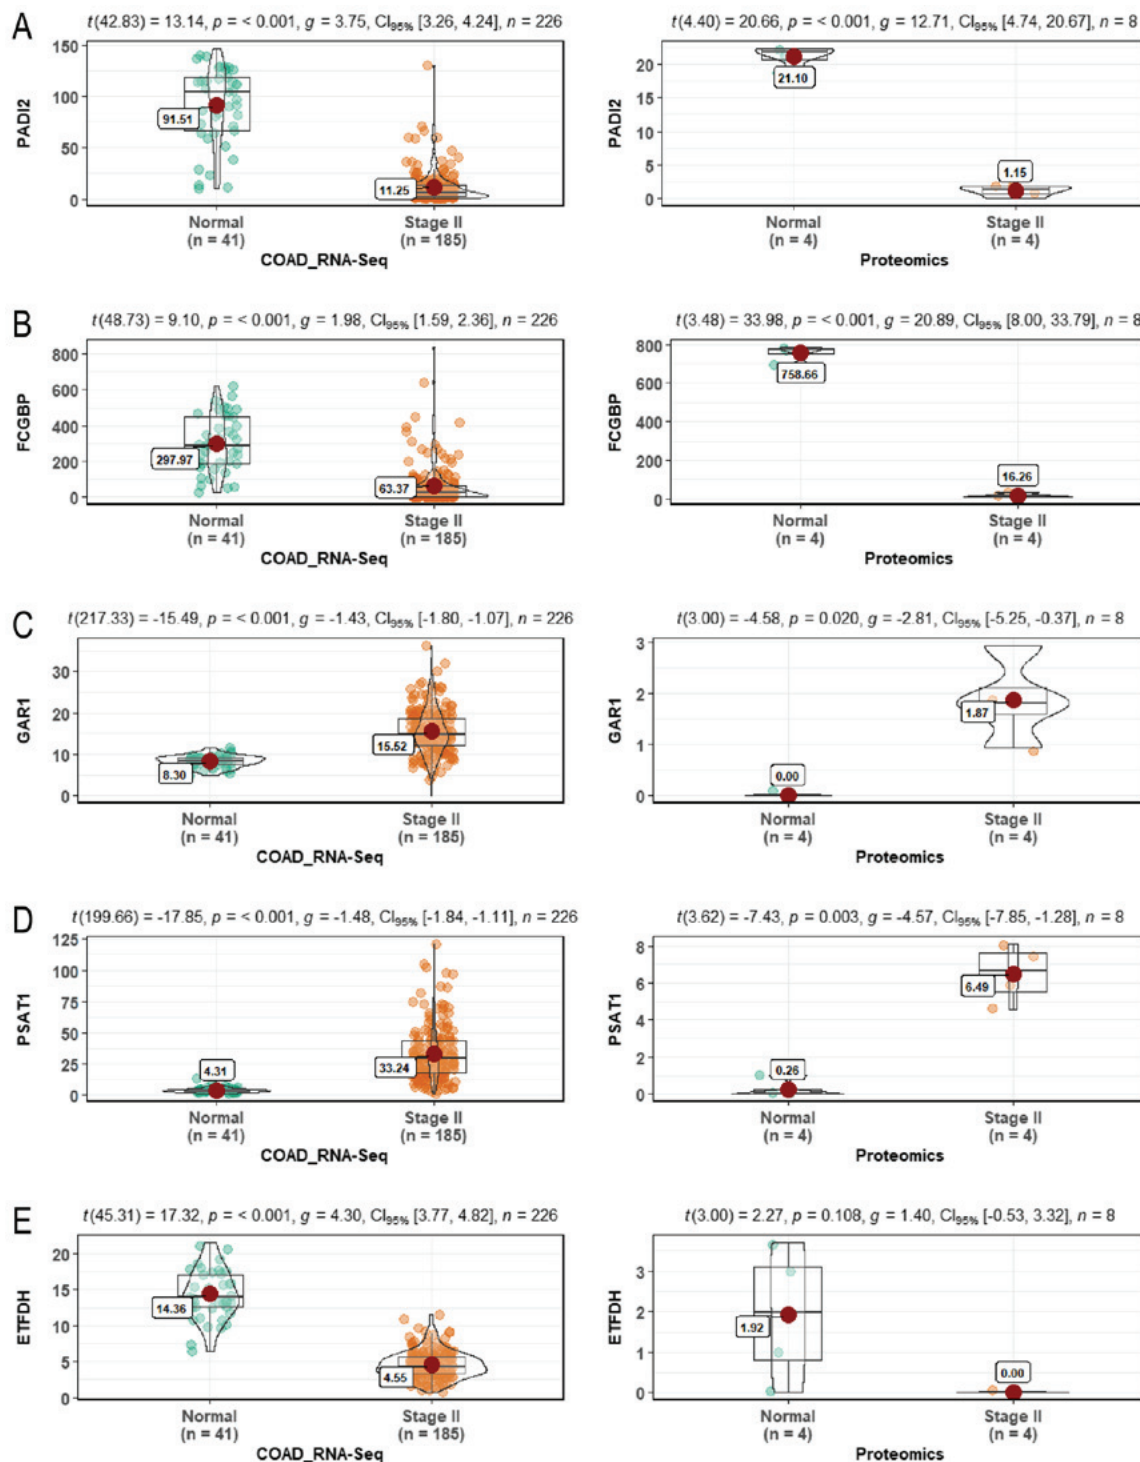 A
t(42.83) = 13.14, p = < 0.001, g = 3.75, CI95% [3.26, 4.24], n = 226
150
100
50
0
PADI2
91.51
11.25
Normal
(n = 41)
Stage II
(n = 185)
COAD_RNA-Seq
t(4.40) = 20.66, p = < 0.001, g = 12.71, CI95% [4.74, 20.67], n = 8
20
15
10
5
0
PADI2
21.10
1.15
Normal
(n = 4)
Stage II
(n = 4)
Proteomics
B
t(48.73) = 9.10, p = < 0.001, g = 1.98, CI95% [1.59, 2.36], n = 226
800
600
400
200
0
FCGBP
297.97
63.37
Normal
(n = 41)
Stage II
(n = 185)
COAD_RNA-Seq
t(3.48) = 33.98, p = < 0.001, g = 20.89, CI95% [8.00, 33.79], n = 8
800
600
400
200
0
FCGBP
758.66
16.26
Normal
(n = 4)
Stage II
(n = 4)
Proteomics
C
t(217.33) = -15.49, p = < 0.001, g = -1.43, CI95% [-1.80, -1.07], n = 226
30
20
10
0
GAR1
8.30
15.52
Normal
(n = 41)
Stage II
(n = 185)
COAD_RNA-Seq
t(3.00) = -4.58, p = 0.020, g = -2.81, CI95% [-5.25, -0.37], n = 8
3
2
1
0
GAR1
0.00
1.87
Normal
(n = 4)
Stage II
(n = 4)
Proteomics
D
t(199.66) = -17.85, p = < 0.001, g = -1.48, CI95% [-1.84, -1.11], n = 226
125
100
75
50
25
0
PSAT1
4.31
33.24
Normal
(n = 41)
Stage II
(n = 185)
COAD_RNA-Seq
t(3.62) = -7.43, p = 0.003, g = -4.57, CI95% [-7.85, -1.28], n = 8
8
6
4
2
0
PSAT1
0.26
6.49
Normal
(n = 4)
Stage II
(n = 4)
Proteomics
E
t(45.31) = 17.32, p = < 0.001, g = 4.30, CI95% [3.77, 4.82], n = 226
20
15
10
5
0
ETFDH
14.36
4.55
Normal
(n = 41)
Stage II
(n = 185)
COAD_RNA-Seq
t(3.00) = 2.27, p = 0.108, g = 1.40, CI95% [-0.53, 3.32], n = 8
3
2
1
0
ETFDH
1.92
0.00
Normal
(n = 4)
Stage II
(n = 4)
Proteomics